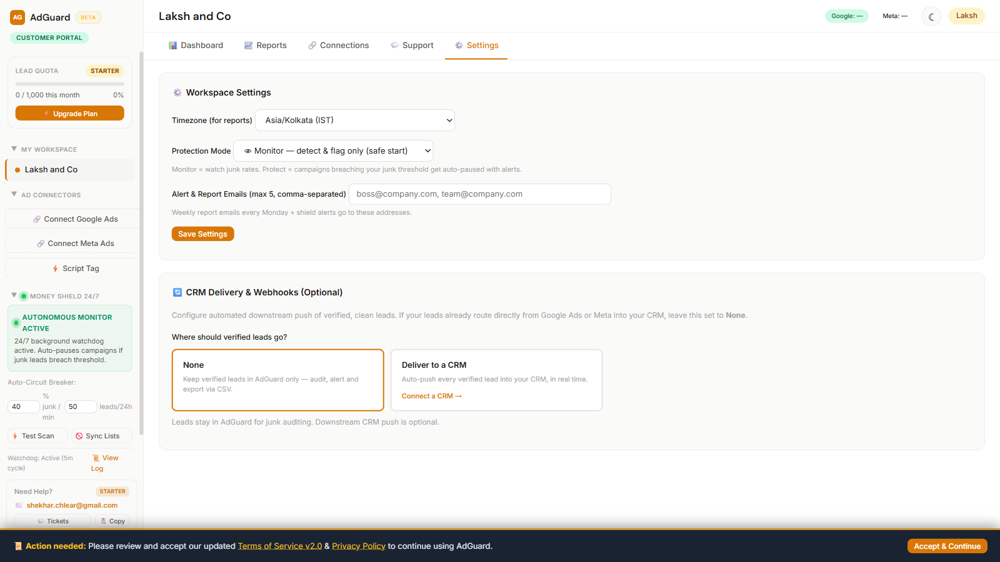 AG AdGuard BETA
CUSTOMER PORTAL
LEAD QUOTA STARTER
0 / 1,000 this month 0%
Upgrade Plan
▼ MY WORKSPACE
Laksh and Co
▼ AD CONNECTORS
Connect Google Ads
Connect Meta Ads
Script Tag
▼ MONEY SHIELD 24/7
AUTONOMOUS MONITOR
ACTIVE
24/7 background watchdog
active. Auto-pauses campaigns if
junk leads breach threshold.
Auto-Circuit Breaker:
40 % junk / min 50 leads/24h
Test Scan Sync Lists
Watchdog: Active (5m cycle) View Log
Need Help? STARTER
shekhar.chlear@gmail.com
Tickets Copy
Laksh and Co Google: — Meta: — Laksh
Dashboard Reports Connections Support Settings
Workspace Settings
Timezone (for reports) Asia/Kolkata (IST)
Protection Mode Monitor — detect & flag only (safe start)
Monitor = watch junk rates. Protect = campaigns breaching your junk threshold get auto-paused with alerts.
Alert & Report Emails (max 5, comma-separated) boss@company.com, team@company.com
Weekly report emails every Monday + shield alerts go to these addresses.
Save Settings
CRM Delivery & Webhooks (Optional)
Configure automated downstream push of verified, clean leads. If your leads already route directly from Google Ads or Meta into your CRM, leave this set to None.
Where should verified leads go?
None
Keep verified leads in AdGuard only — audit, alert and
export via CSV.
Deliver to a CRM
Auto-push every verified lead into your CRM, in real time.
Connect a CRM →
Leads stay in AdGuard for junk auditing. Downstream CRM push is optional.
Action needed: Please review and accept our updated Terms of Service v2.0 & Privacy Policy to continue using AdGuard. Accept & Continue